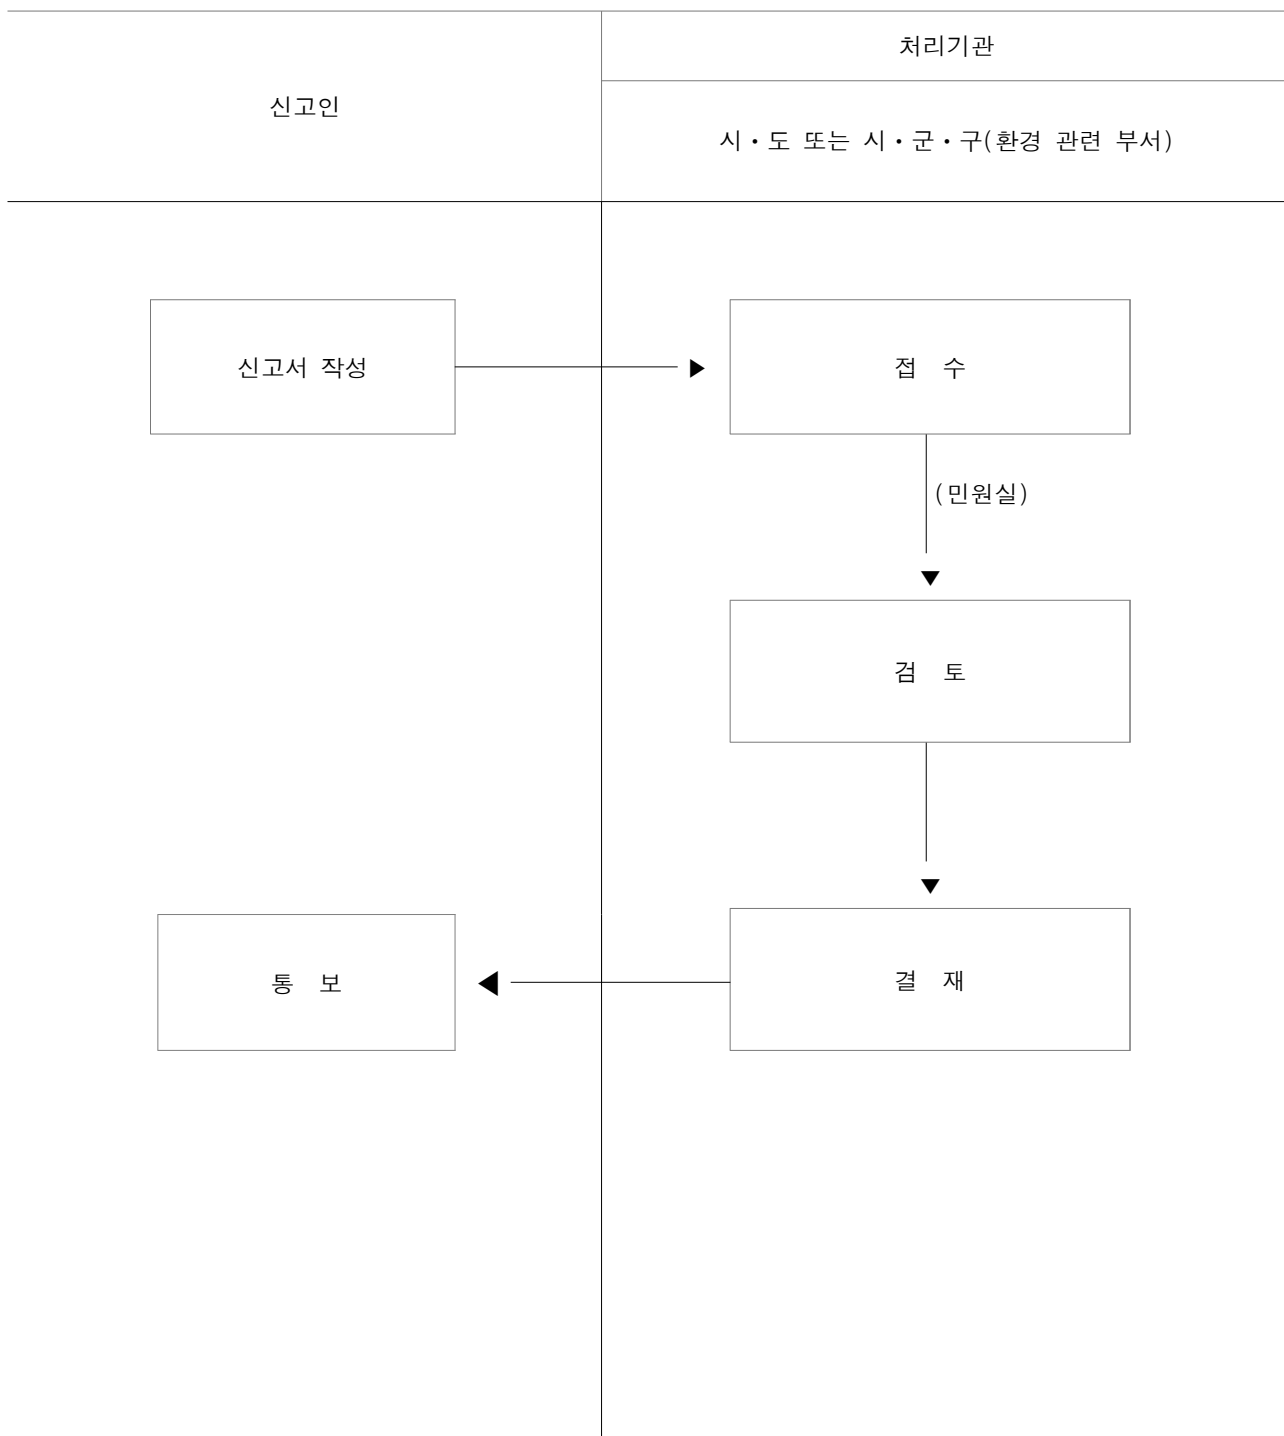 처리기관
신고인
시・도 또는 시・군・구(환경 관련 부서)
신고서 작성
접 수
(민원실)
검 토
결 재
통 보